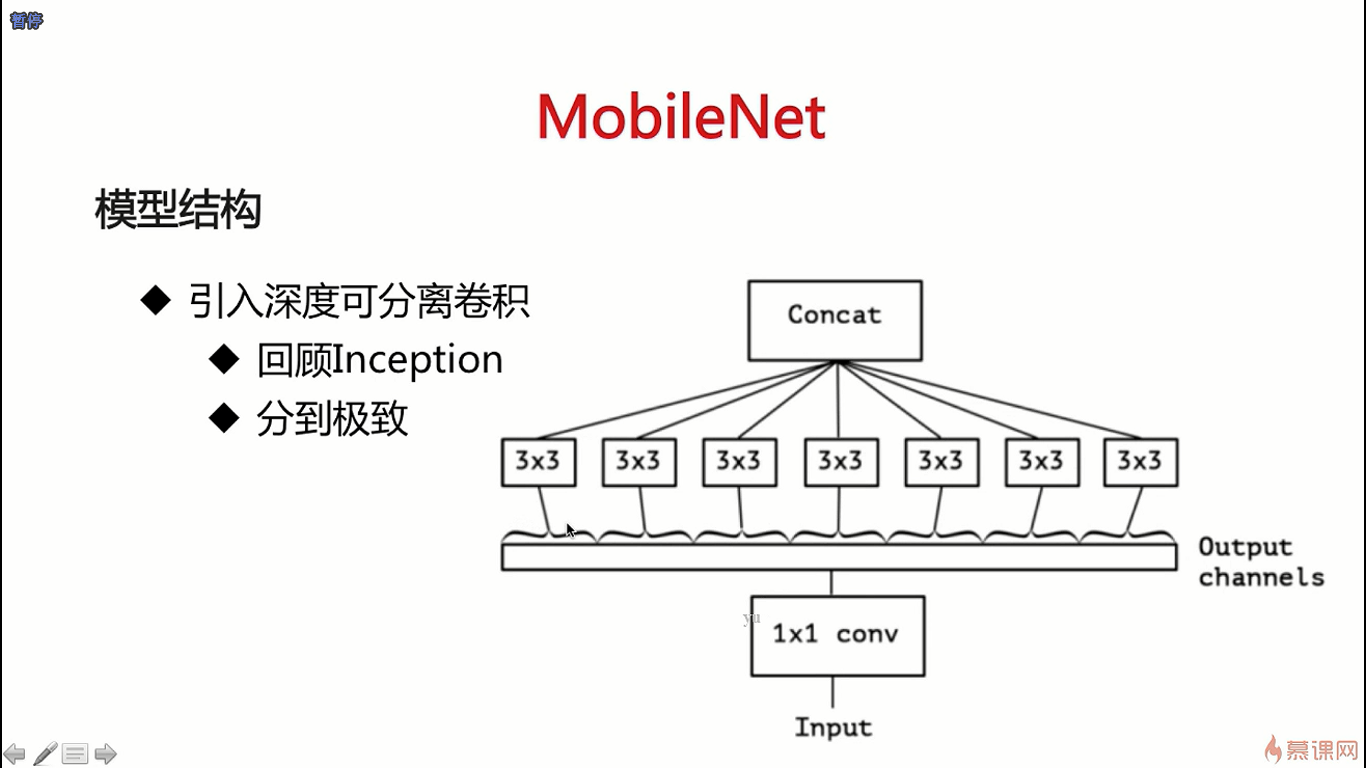 暂停
MobileNet
模型结构
◆ 引入深度可分离卷积
◆ 回顾Inception
◆ 分到极致
Concat
3x3 3x3 3x3 3x3 3x3 3x3 3x3
Output
channels
yu
1x1 conv
Input
慕课网